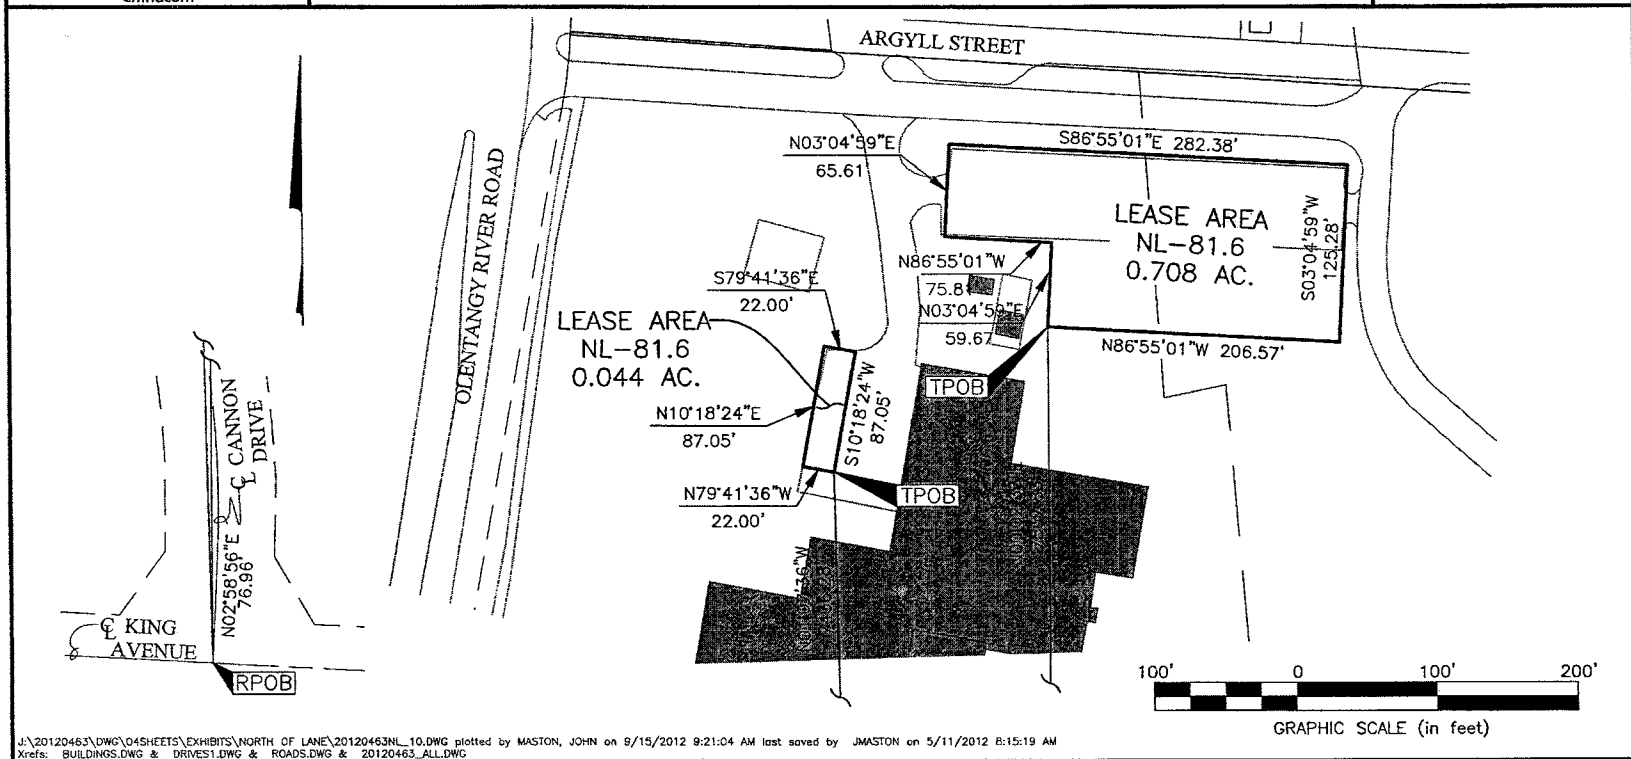 ARGYLL STREET
N03°04'59"E
65.61'
S86°55'01"E 282.38'
OLENTANGY RIVER ROAD
LEASE AREA
NL-81.6
0.708 AC.
S03°04'59"W
125.28'
N86°55'01"W
75.81'
N03°04'59"E
59.67'
N86°55'01"W 206.57'
TPOB
S79°41'36"E
22.00'
LEASE AREA
NL-81.6
0.044 AC.
N10°18'24"E
87.05'
S10°18'24"W
87.05'
N79°41'36"W
22.00'
TPOB
CANNON
DRIVE
N02°58'56"E
76.96'
KING
AVENUE
RPOB
100' 0 100' 200'
GRAPHIC SCALE (in feet)
J:\20120463\DWG\04SHEETS\EXHIBITS\NORTH OF LANE\20120463NL_10.DWG plotted by MASTON, JOHN on 9/15/2012 9:21:04 AM last saved by JMASTON on 5/11/2012 8:15:19 AM
Xrefs: BUILDINGS.DWG & DRIVES1.DWG & ROADS.DWG & 20120463_ALL.DWG